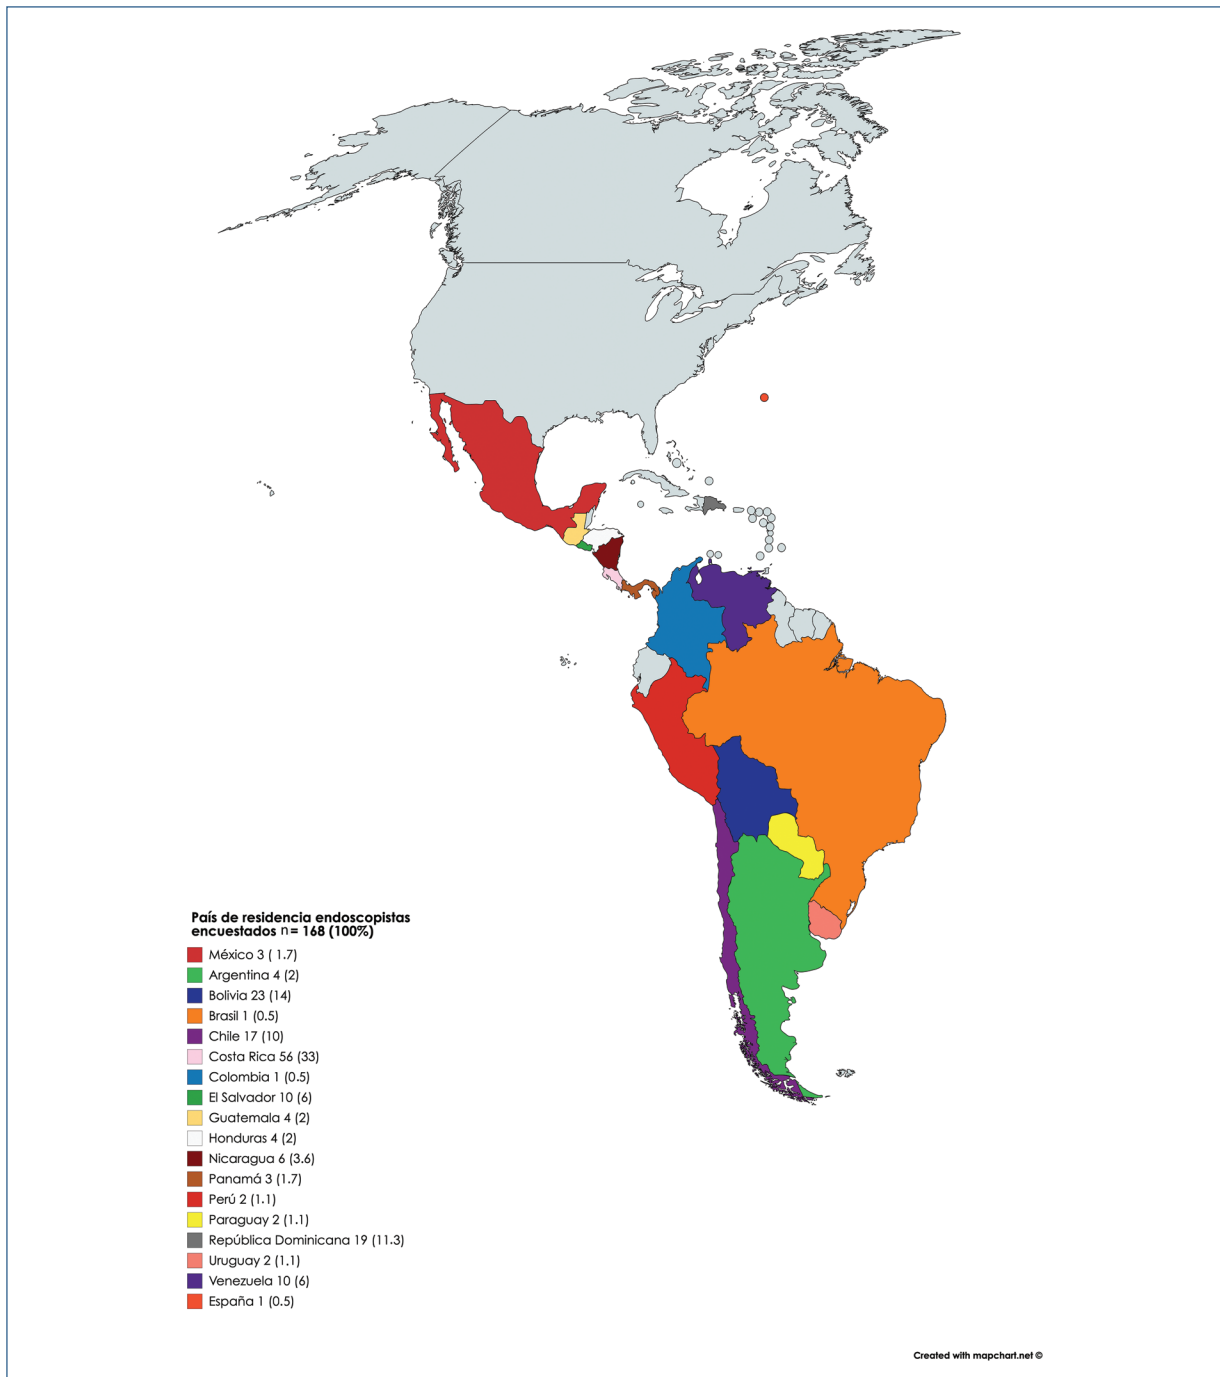 País de residencia endoscopistas
encuestados n= 168 (100%)
México 3 ( 1.7)
Argentina 4 (2)
Bolivia 23 (14)
Brasil 1 (0.5)
Chile 17 (10)
Costa Rica 56 (33)
Colombia 1 (0.5)
El Salvador 10 (6)
Guatemala 4 (2)
Honduras 4 (2)
Nicaragua 6 (3.6)
Panamá 3 (1.7)
Perú 2 (1.1)
Paraguay 2 (1.1)
República Dominicana 19 (11.3)
Uruguay 2 (1.1)
Venezuela 10 (6)
España 1 (0.5)
Created with mapchart.net ©